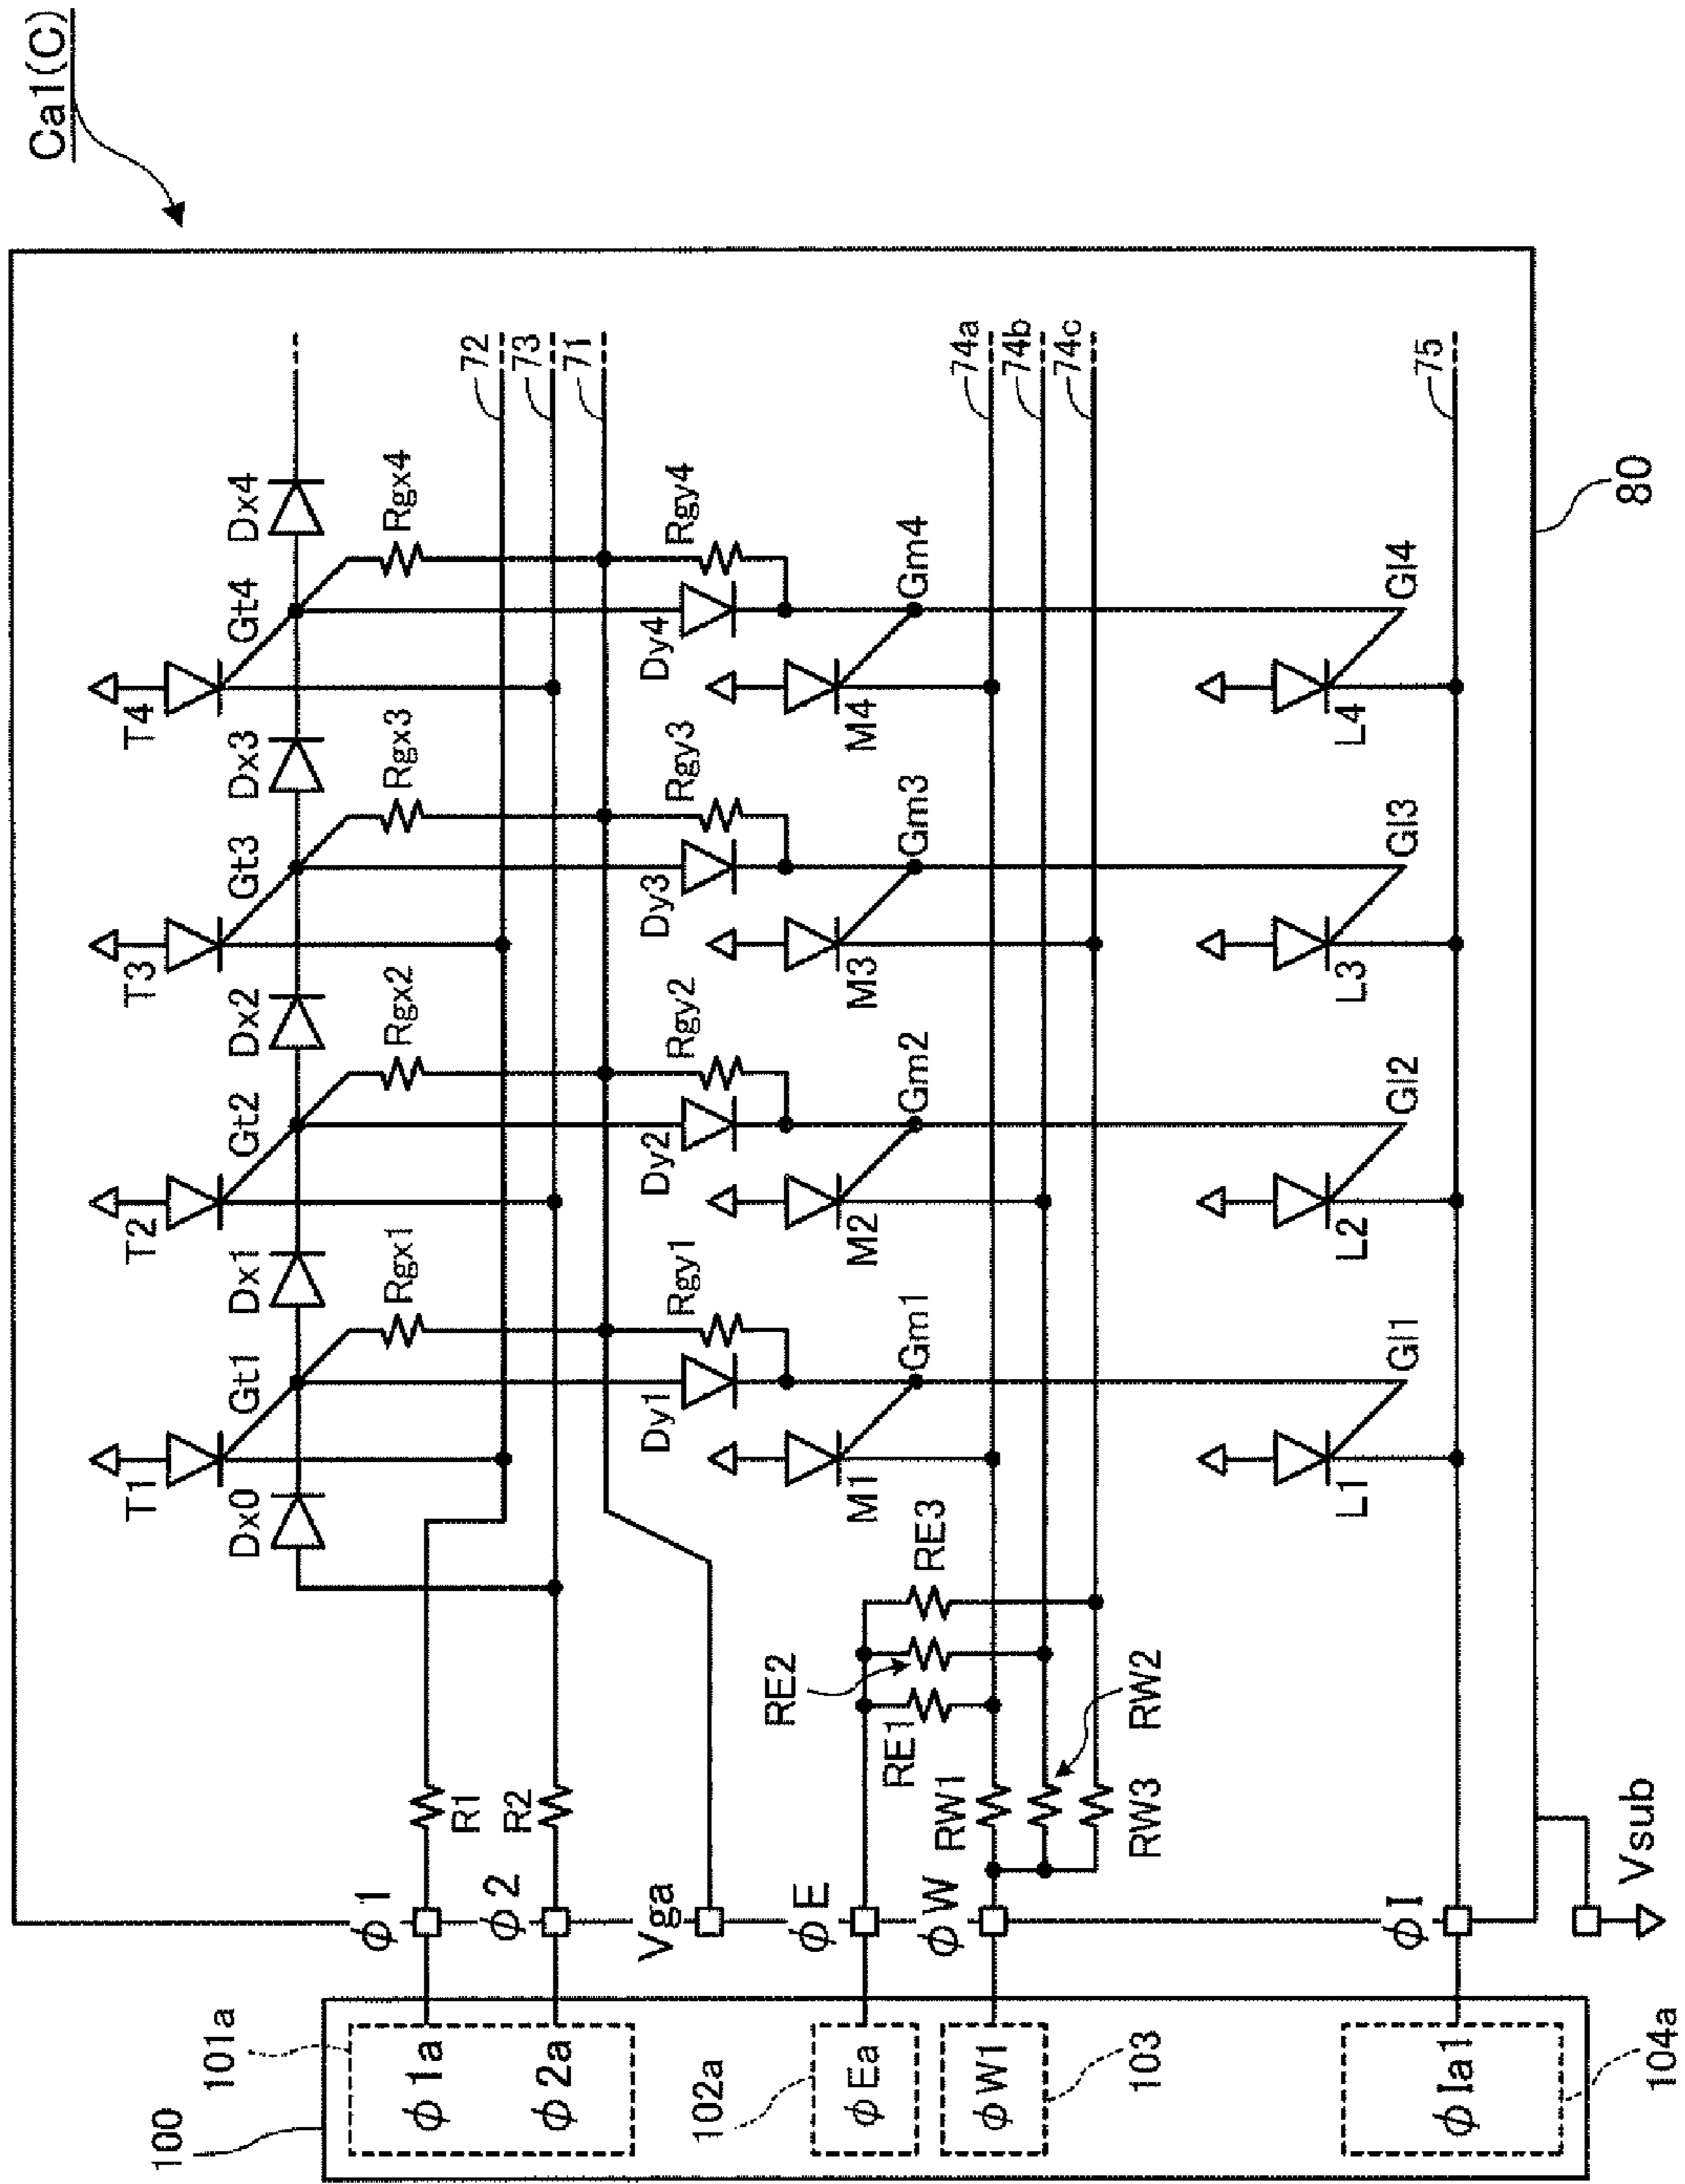 Ca1(C)
T1
T2
T3
T4
Gt1
Gt2
Gt3
Gt4
Dx0
Dx1
Dx2
Dx3
Dx4
Rgx1
Rgx2
Rgx3
Rgx4
72
73
71
Dy1
Dy2
Dy3
Dy4
Rgy1
Rgy2
Rgy3
Rgy4
M1
M2
M3
M4
Gm1
Gm2
Gm3
Gm4
74a
74b
74c
L1
L2
L3
L4
Gl1
Gl2
Gl3
Gl4
75
80
R1
R2
RE1
RE2
RE3
RW1
RW2
RW3
ϕ1
ϕ2
Vga
ϕE
ϕW
ϕI
Vsub
100
101a
ϕ1a
ϕ2a
102a
ϕEa
ϕW1
103
ϕIa1
104a